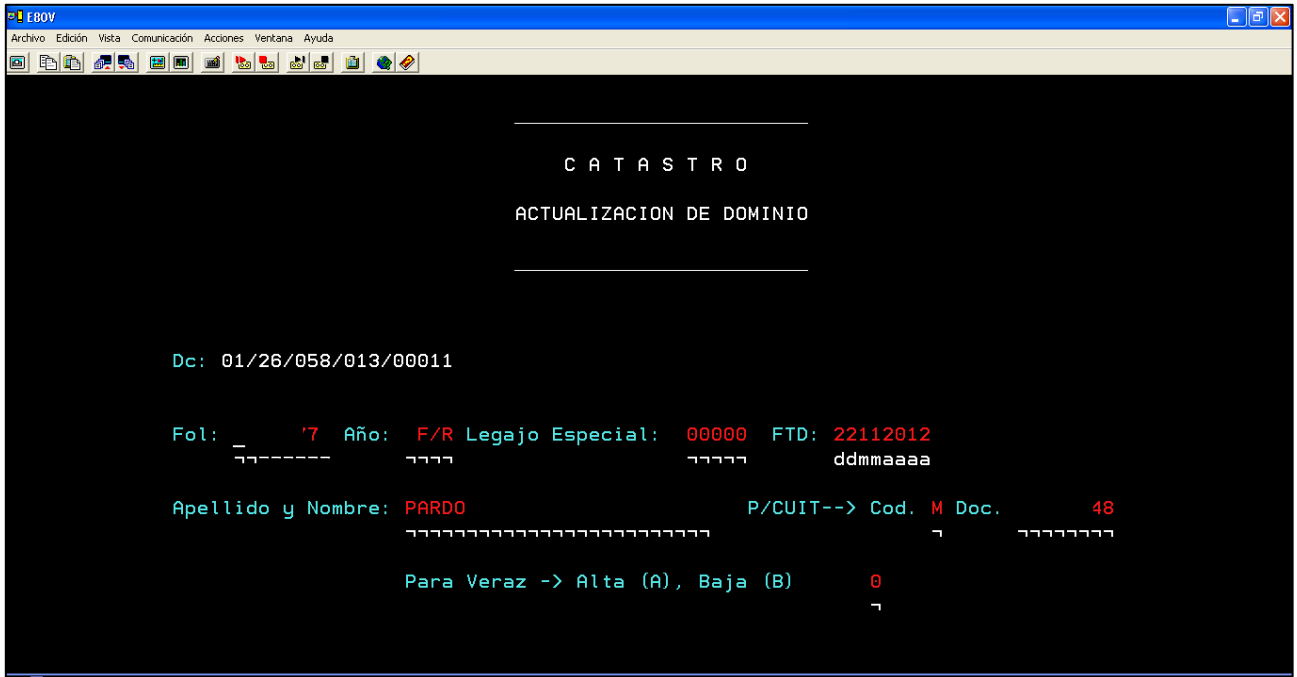 E80V
Archivo Edición Vista Comunicación Acciones Ventana Ayuda
C A T A S T R O
ACTUALIZACION DE DOMINIO
Dc: 01/26/058/013/00011
Fol: _ '7 Año: F/R Legajo Especial: 00000 FTD: 22112012
¬¬------ ¬¬¬¬ ¬¬¬¬¬ ddmmaaaa
Apellido y Nombre: PARDO P/CUIT--> Cod. M Doc. 48
¬¬¬¬¬¬¬¬¬¬¬¬¬¬¬¬¬¬¬¬¬¬¬¬¬ ¬ ¬¬¬¬¬¬¬¬
Para Veraz -> Alta (A), Baja (B) 0
¬